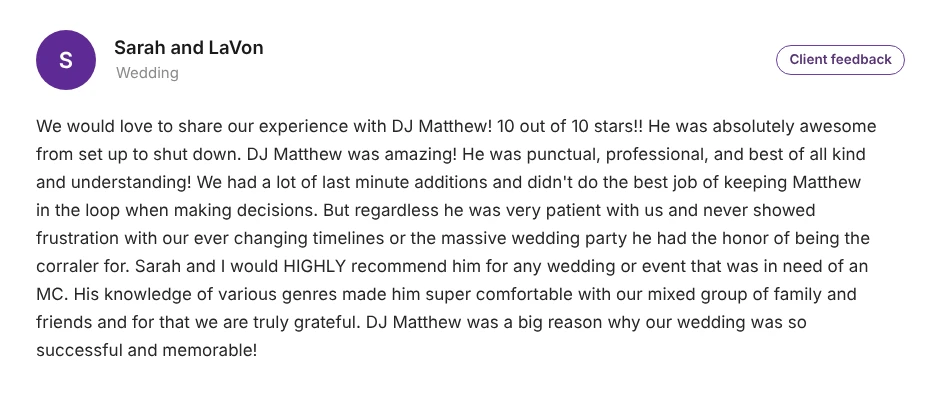 S
Sarah and LaVon
Wedding
Client feedback
We would love to share our experience with DJ Matthew! 10 out of 10 stars!! He was absolutely awesome
from set up to shut down. DJ Matthew was amazing! He was punctual, professional, and best of all kind
and understanding! We had a lot of last minute additions and didn't do the best job of keeping Matthew
in the loop when making decisions. But regardless he was very patient with us and never showed
frustration with our ever changing timelines or the massive wedding party he had the honor of being the
corraler for. Sarah and I would HIGHLY recommend him for any wedding or event that was in need of an
MC. His knowledge of various genres made him super comfortable with our mixed group of family and
friends and for that we are truly grateful. DJ Matthew was a big reason why our wedding was so
successful and memorable!